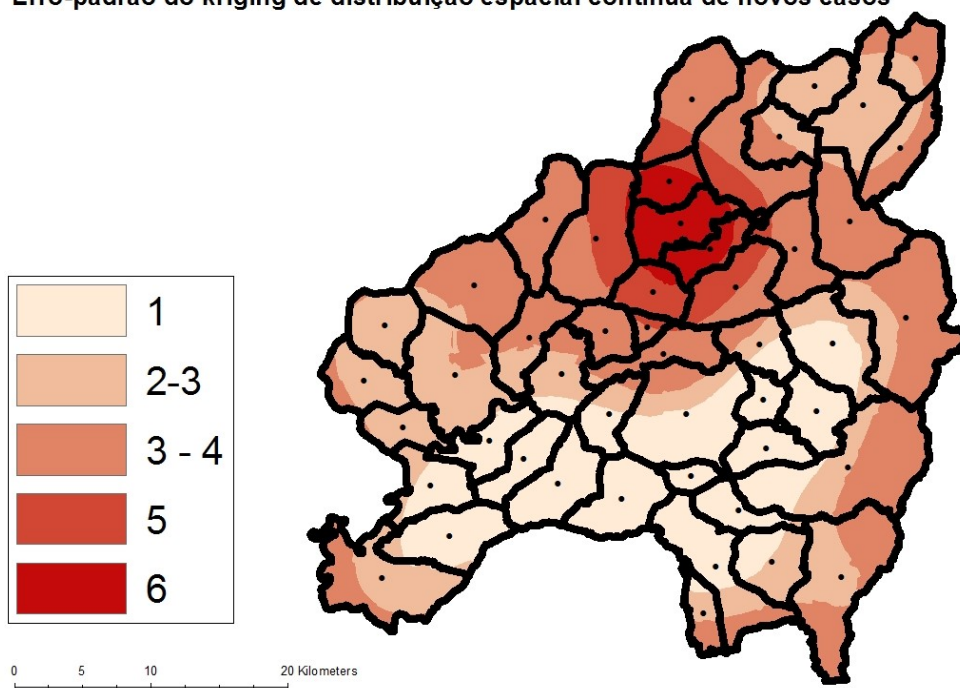 Erro-padrão do kriging de distribuição espacial contínua de novos casos
1
2-3
3 - 4
5
6
0 5 10 20 Kilometers